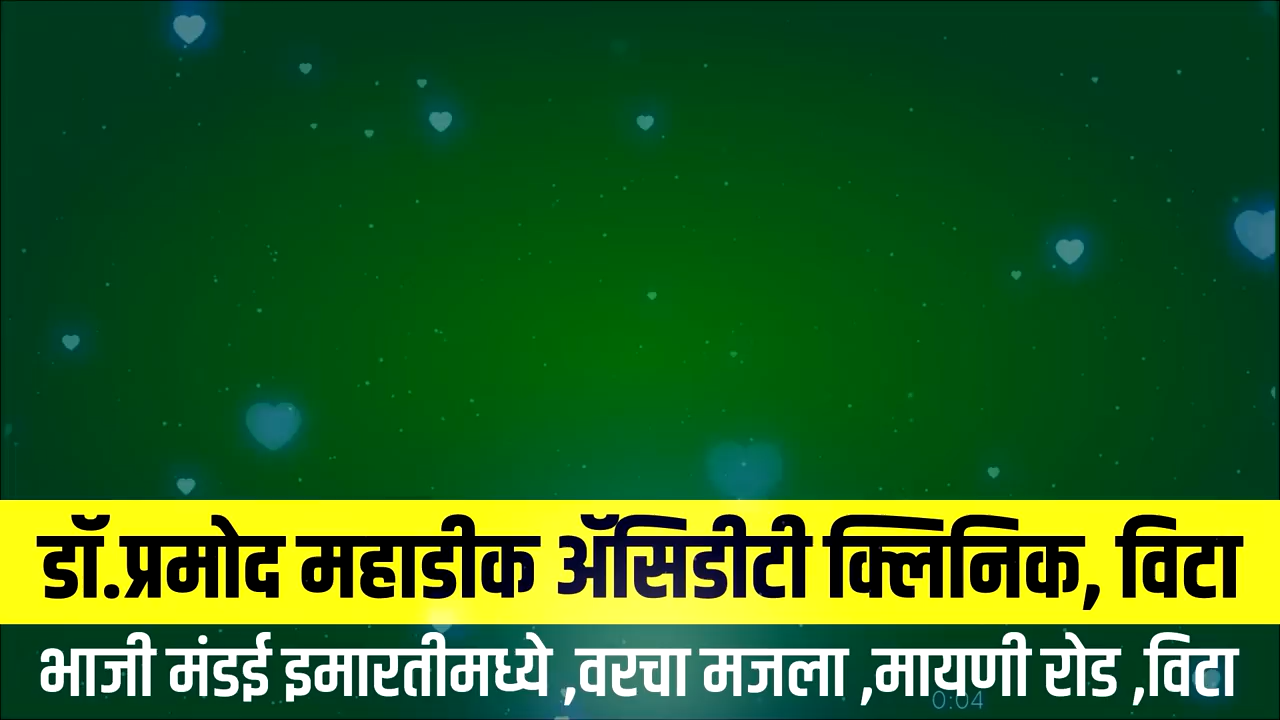 डॉ.प्रमोद महाडीक ॲसिडीटी क्लिनिक, विटा
भाजी मंडई इमारतीमध्ये ,वरचा मजला ,मायणी रोड ,विटा
0:04